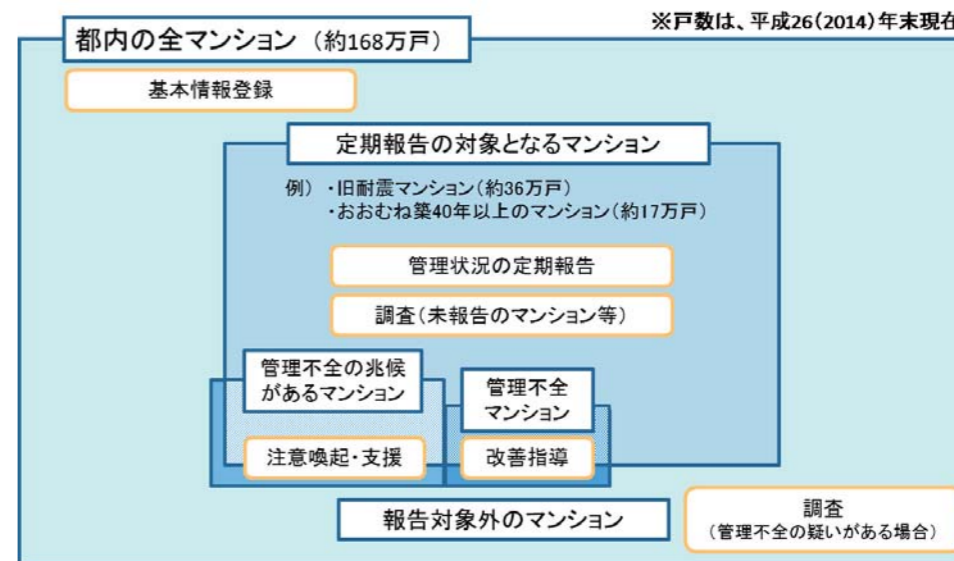 ※戸数は、平成26(2014)年末現在
都内の全マンション（約168万戸）
基本情報登録
定期報告の対象となるマンション
例）・旧耐震マンション（約36万戸）
・おおむね築40年以上のマンション（約17万戸）
管理状況の定期報告
調査（未報告のマンション等）
管理不全の兆候
があるマンション
管理不全
マンション
注意喚起・支援
改善指導
報告対象外のマンション
調査
（管理不全の疑いがある場合）